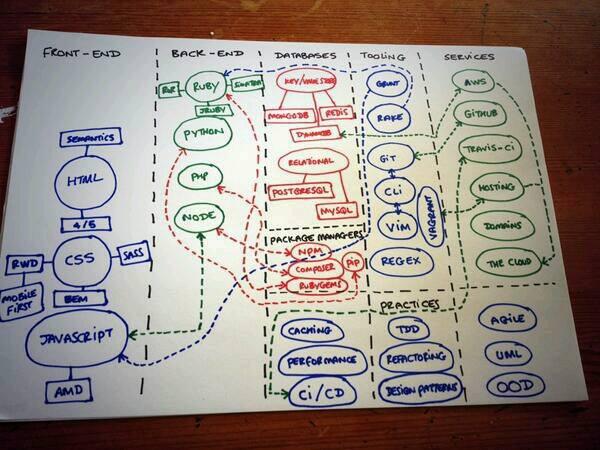 FRONT-END
BACK-END
DATABASES
TOOLING
SERVICES
SEMANTICS
HTML
4/5
CSS
SASS
RWD
MOBILE
FIRST
BEM
JAVASCRIPT
AMD
RoR
RUBY
SINATRA
JRUBY
PYTHON
PHP
NODE
KEY/VALUE STORE
MONGODB
REDIS
DYNAMODB
RELATIONAL
POSTGRESQL
MYSQL
PACKAGE MANAGERS
NPM
COMPOSER
PIP
RUBYGEMS
GRUNT
RAKE
GIT
CLI
VIM
VAGRANT
REGEX
AWS
GITHUB
TRAVIS-CI
HOSTING
DOMAINS
THE CLOUD
PRACTICES
CACHING
TDD
AGILE
PERFORMANCE
REFACTORING
UML
CI/CD
DESIGN PATTERNS
OOD